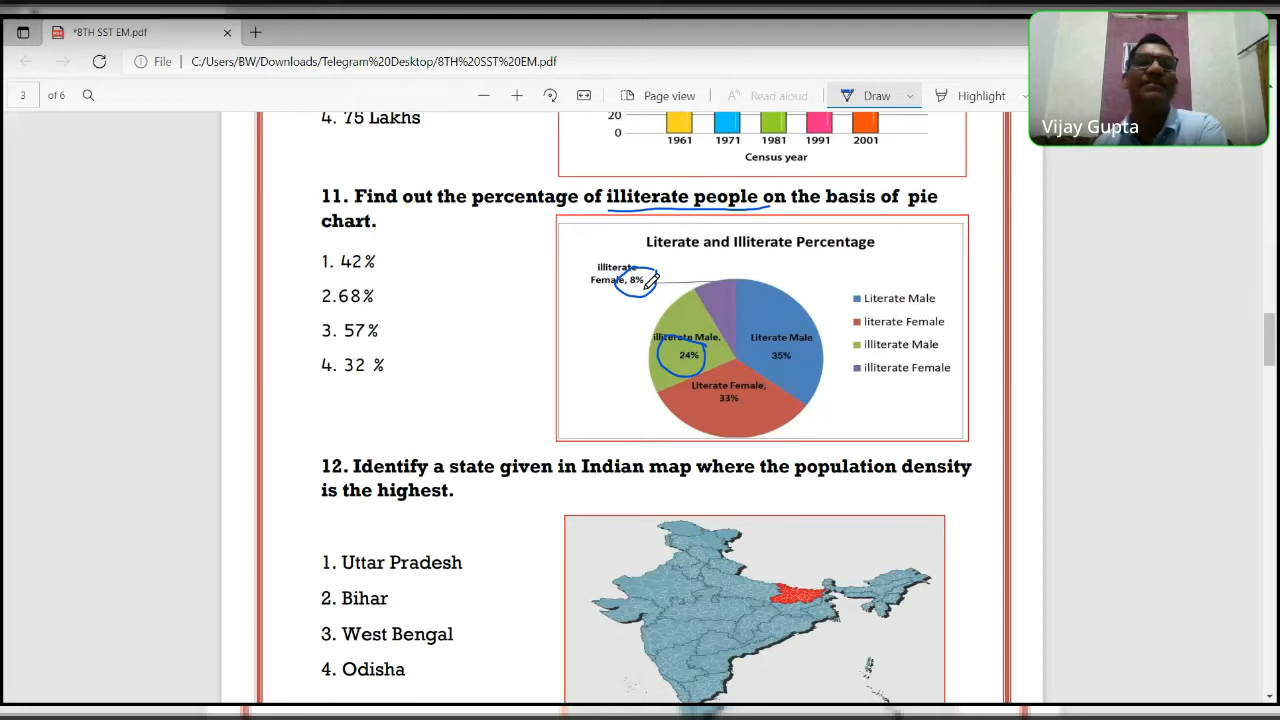 *8TH SST EM.pdf
File C:/Users/BW/Downloads/Telegram%20Desktop/8TH%20SST%20EM.pdf
3 of 6 Page view Read aloud Draw Highlight
Vijay Gupta
4. 75 Lakhs
20
0
1961 1971 1981 1991 2001
Census year
11. Find out the percentage of illiterate people on the basis of pie
chart.
1. 42%
2.68%
3. 57%
4. 32 %
Literate and Illiterate Percentage
illiterate
Female, 8%
illiterate Male,
24%
Literate Male
35%
Literate Female,
33%
Literate Male
literate Female
illiterate Male
illiterate Female
12. Identify a state given in Indian map where the population density
is the highest.
1. Uttar Pradesh
2. Bihar
3. West Bengal
4. Odisha